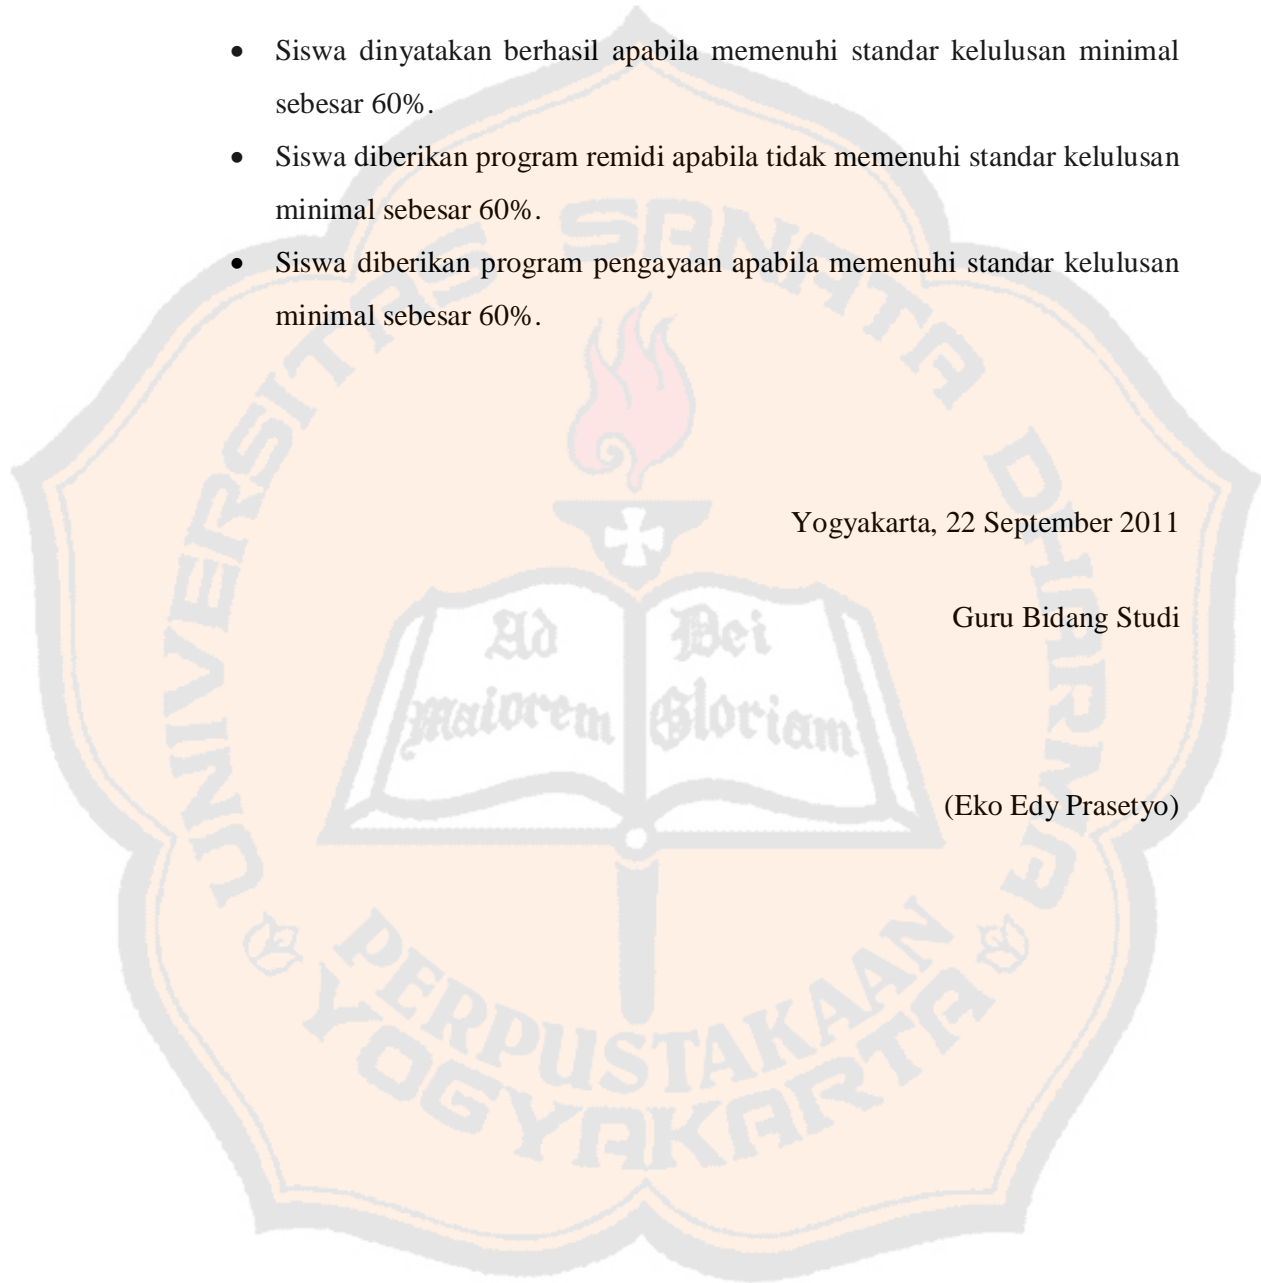 • Siswa dinyatakan berhasil apabila memenuhi standar kelulusan minimal
sebesar 60%.
• Siswa diberikan program remidi apabila tidak memenuhi standar kelulusan
minimal sebesar 60%.
• Siswa diberikan program pengayaan apabila memenuhi standar kelulusan
minimal sebesar 60%.
Yogyakarta, 22 September 2011
Guru Bidang Studi
(Eko Edy Prasetyo)
UNIVERSITAS SANATA DHARMA
Ad Dei
maiorem Gloriam
PERPUSTAKAAN
YOGYAKARTA